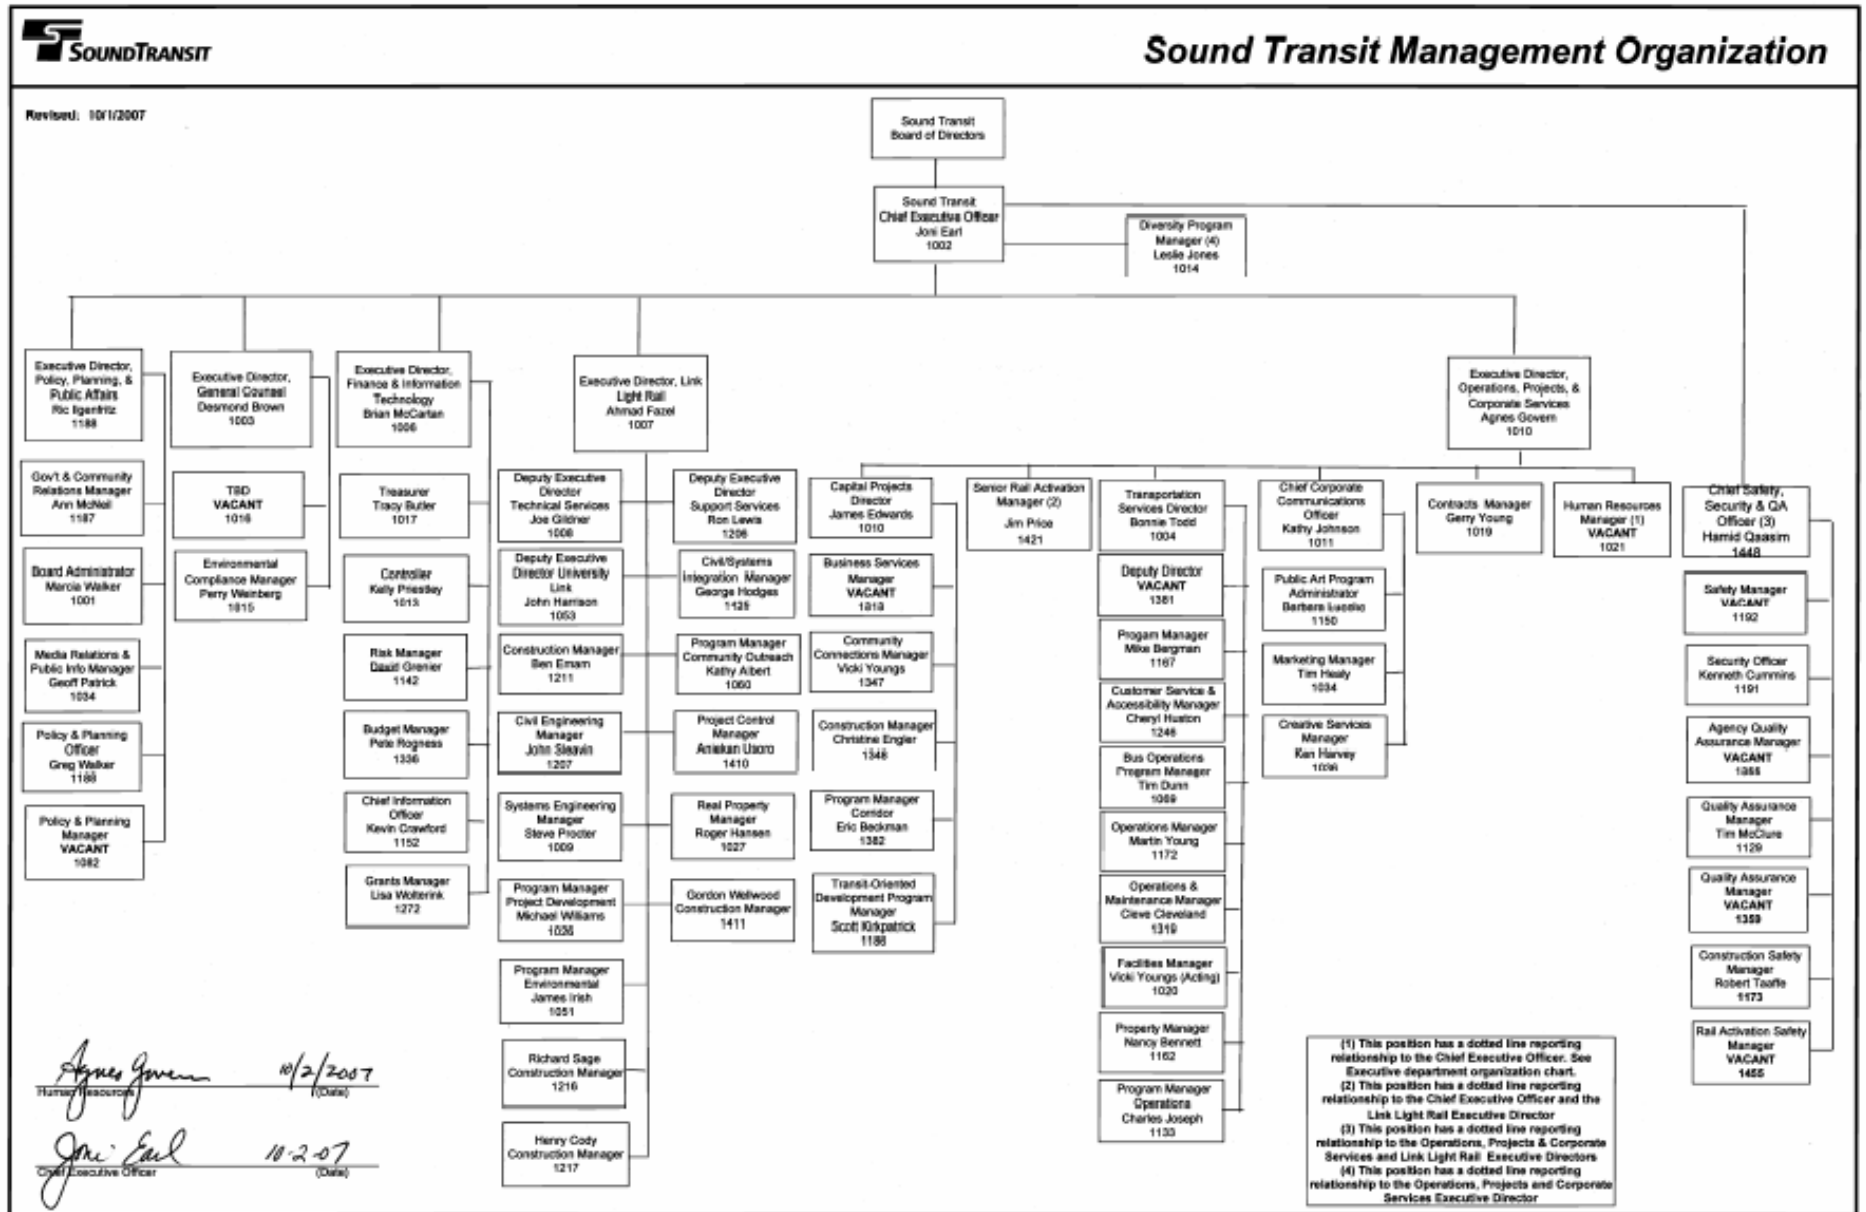 SOUNDTRANSIT
Sound Transit Management Organization
Revised: 10/1/2007
Sound Transit
Board of Directors
Sound Transit
Chief Executive Officer
Joni Earl
1002
Diversity Program
Manager (4)
Leslie Jones
1014
Executive Director,
Policy, Planning, &
Public Affairs
Ric Ilgenfritz
1188
Gov't & Community
Relations Manager
Ann McNeil
1187
Board Administrator
Marcia Walker
1001
Media Relations &
Public Info Manager
Geoff Patrick
1034
Policy & Planning
Officer
Greg Walker
1188
Policy & Planning
Manager
VACANT
1082
Executive Director,
General Counsel
Desmond Brown
1003
TBD
VACANT
1016
Environmental
Compliance Manager
Perry Weinberg
1015
Executive Director,
Finance & Information
Technology
Brian McCartan
1006
Treasurer
Tracy Butler
1017
Controller
Kelly Priestley
1013
Risk Manager
David Grenier
1142
Budget Manager
Pete Rogness
1336
Chief Information
Officer
Kevin Crawford
1152
Grants Manager
Lisa Wolterink
1272
Executive Director, Link
Light Rail
Ahmad Fazel
1007
Deputy Executive
Director
Technical Services
Joe Gildner
1008
Deputy Executive
Director University
Link
John Harrison
1053
Construction Manager
Ben Emam
1211
Civil Engineering
Manager
John Sleavin
1207
Systems Engineering
Manager
Steve Procter
1009
Program Manager
Project Development
Michael Williams
1026
Program Manager
Environmental
James Irish
1051
Richard Sage
Construction Manager
1216
Henry Cody
Construction Manager
1217
Deputy Executive
Director
Support Services
Ron Lewis
1206
Civil/Systems
Integration Manager
George Hodges
1125
Program Manager
Community Outreach
Kathy Albert
1060
Project Control
Manager
Aniekan Usoro
1410
Real Property
Manager
Roger Hansen
1027
Gordon Wellwood
Construction Manager
1411
Executive Director,
Operations, Projects, &
Corporate Services
Agnes Govern
1010
Capital Projects
Director
James Edwards
1010
Business Services
Manager
VACANT
Community
Connections Manager
Vicki Youngs
1347
Construction Manager
Christine Engler
1348
Program Manager
Corridor
Eric Beckman
1382
Transit-Oriented
Development Program
Manager
Scott Kirkpatrick
1186
Senior Rail Activation
Manager (2)
Jim Price
1421
Transportation
Services Director
Bonnie Todd
1004
Deputy Director
VACANT
1381
Progam Manager
Mike Bergman
1167
Customer Service &
Accessibility Manager
Cheryl Huston
1246
Bus Operations
Program Manager
Tim Dunn
1069
Operations Manager
Martin Young
1172
Operations &
Maintenance Manager
Cleve Cleveland
1319
Facilities Manager
Vicki Youngs (Acting)
1020
Property Manager
Nancy Bennett
1162
Program Manager
Operations
Charles Joseph
1133
Chief Corporate
Communications
Officer
Kathy Johnson
1011
Public Art Program
Administrator
Barbara Luecke
1150
Marketing Manager
Tim Healy
1034
Creative Services
Manager
Ken Harvey
Contracts Manager
Gerry Young
1019
Human Resources
Manager (1)
VACANT
1021
Chief Safety,
Security & QA
Officer (3)
Hamid Qaasim
1448
Safety Manager
VACANT
1192
Security Officer
Kenneth Cummins
1191
Agency Quality
Assurance Manager
VACANT
Quality Assurance
Manager
Tim McClure
1129
Quality Assurance
Manager
VACANT
1359
Construction Safety
Manager
Robert Taaffe
1173
Rail Activation Safety
Manager
VACANT
1455
Agnes Govern 10/2/2007
Human Resources (Date)
Joni Earl 10-2-07
Chief Executive Officer (Date)
(1) This position has a dotted line reporting
relationship to the Chief Executive Officer. See
Executive department organization chart.
(2) This position has a dotted line reporting
relationship to the Chief Executive Officer and the
Link Light Rail Executive Director
(3) This position has a dotted line reporting
relationship to the Operations, Projects & Corporate
Services and Link Light Rail Executive Directors
(4) This position has a dotted line reporting
relationship to the Operations, Projects and Corporate
Services Executive Director